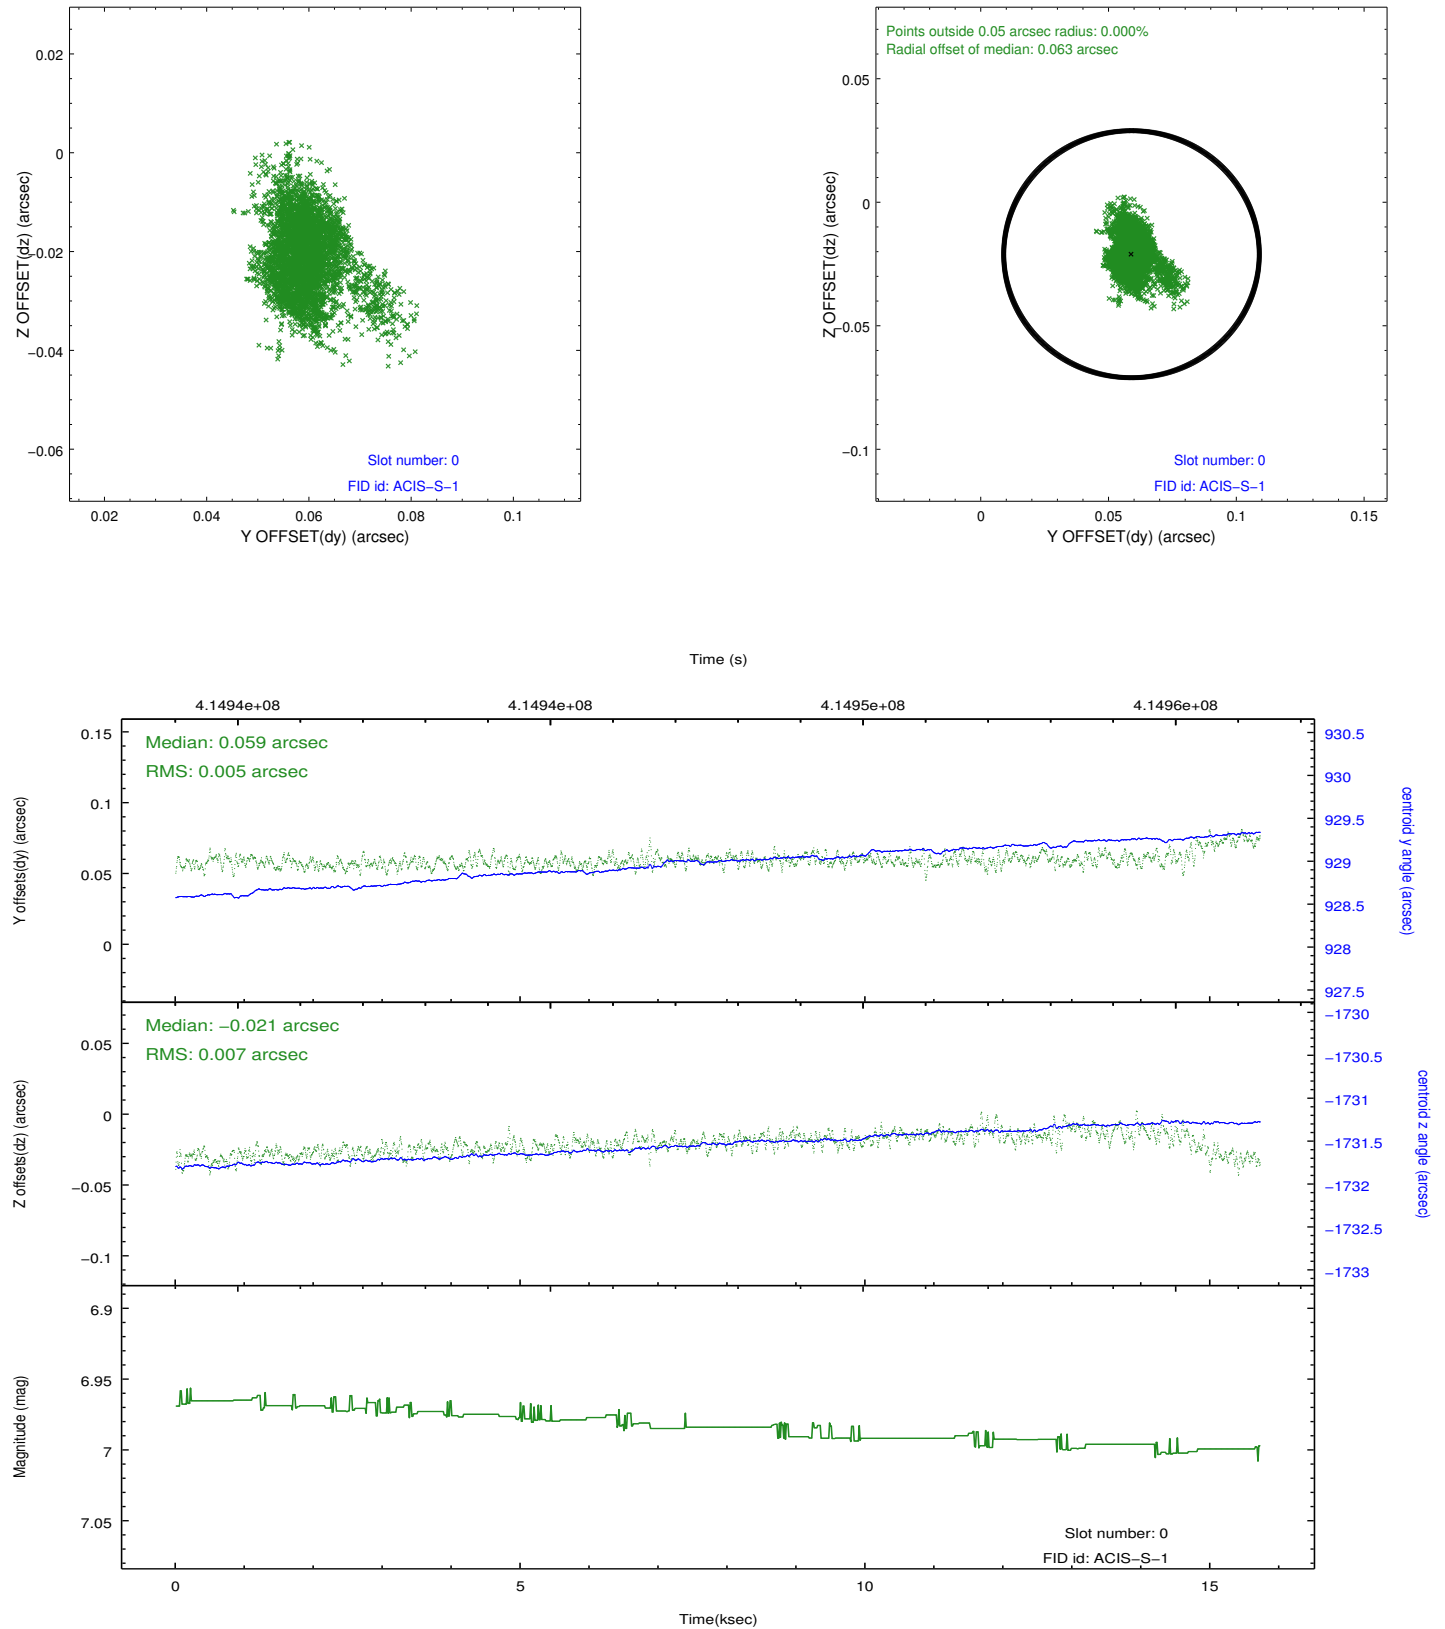 0.02
0
−0.02
−0.04
−0.06
Z OFFSET(dz) (arcsec)
Slot number: 0
FID id: ACIS−S−1
0.02
0.04
0.06
0.08
0.1
Y OFFSET(dy) (arcsec)
Points outside 0.05 arcsec radius: 0.000%
Radial offset of median: 0.063 arcsec
0.05
0
−0.05
−0.1
Z OFFSET(dz) (arcsec)
Slot number: 0
FID id: ACIS−S−1
0
0.05
0.1
0.15
Y OFFSET(dy) (arcsec)
Time (s)
4.1494e+08
4.1494e+08
4.1495e+08
4.1496e+08
Median: 0.059 arcsec
RMS: 0.005 arcsec
0.15
0.1
0.05
0
Y offsets(dy) (arcsec)
930.5
930
929.5
929
928.5
928
927.5
centroid y angle (arcsec)
Median: −0.021 arcsec
RMS: 0.007 arcsec
0.05
0
−0.05
−0.1
Z offsets(dz) (arcsec)
−1730
−1730.5
−1731
−1731.5
−1732
−1732.5
−1733
centroid z angle (arcsec)
6.9
6.95
7
7.05
Magnitude (mag)
Slot number: 0
FID id: ACIS−S−1
0
5
10
15
Time(ksec)